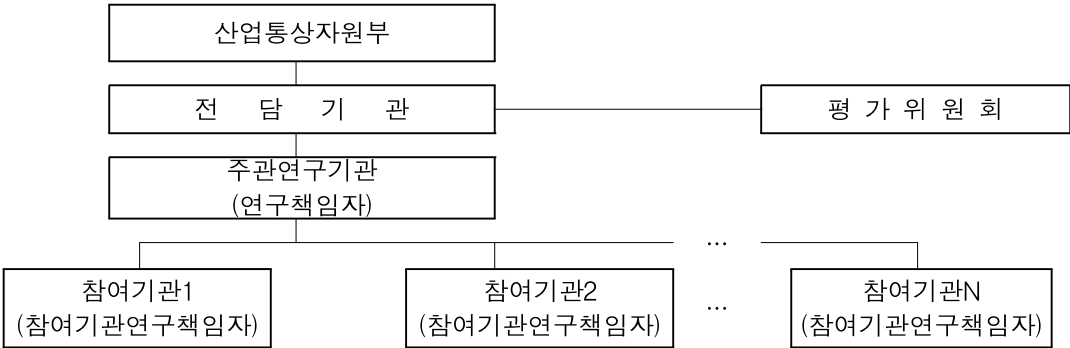 산업통상자원부
전 담 기 관
평 가 위 원 회
주관연구기관
(연구책임자)
...
참여기관1
(참여기관연구책임자)
참여기관2
(참여기관연구책임자)
...
참여기관N
(참여기관연구책임자)